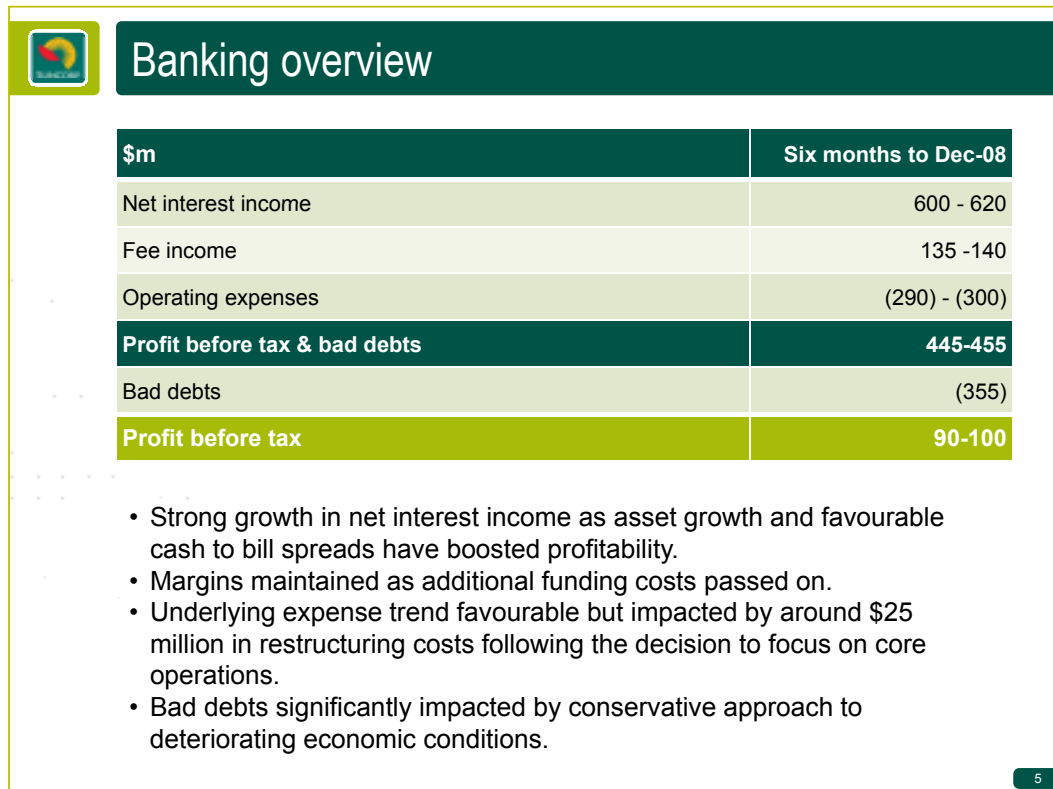 Banking overview
$m Six months to Dec-08
Net interest income 600 - 620
Fee income 135 -140
Operating expenses (290) - (300)
Profit before tax & bad debts 445-455
Bad debts (355)
Profit before tax 90-100
• Strong growth in net interest income as asset growth and favourable
cash to bill spreads have boosted profitability.
• Margins maintained as additional funding costs passed on.
• Underlying expense trend favourable but impacted by around $25
million in restructuring costs following the decision to focus on core
operations.
• Bad debts significantly impacted by conservative approach to
deteriorating economic conditions.
5